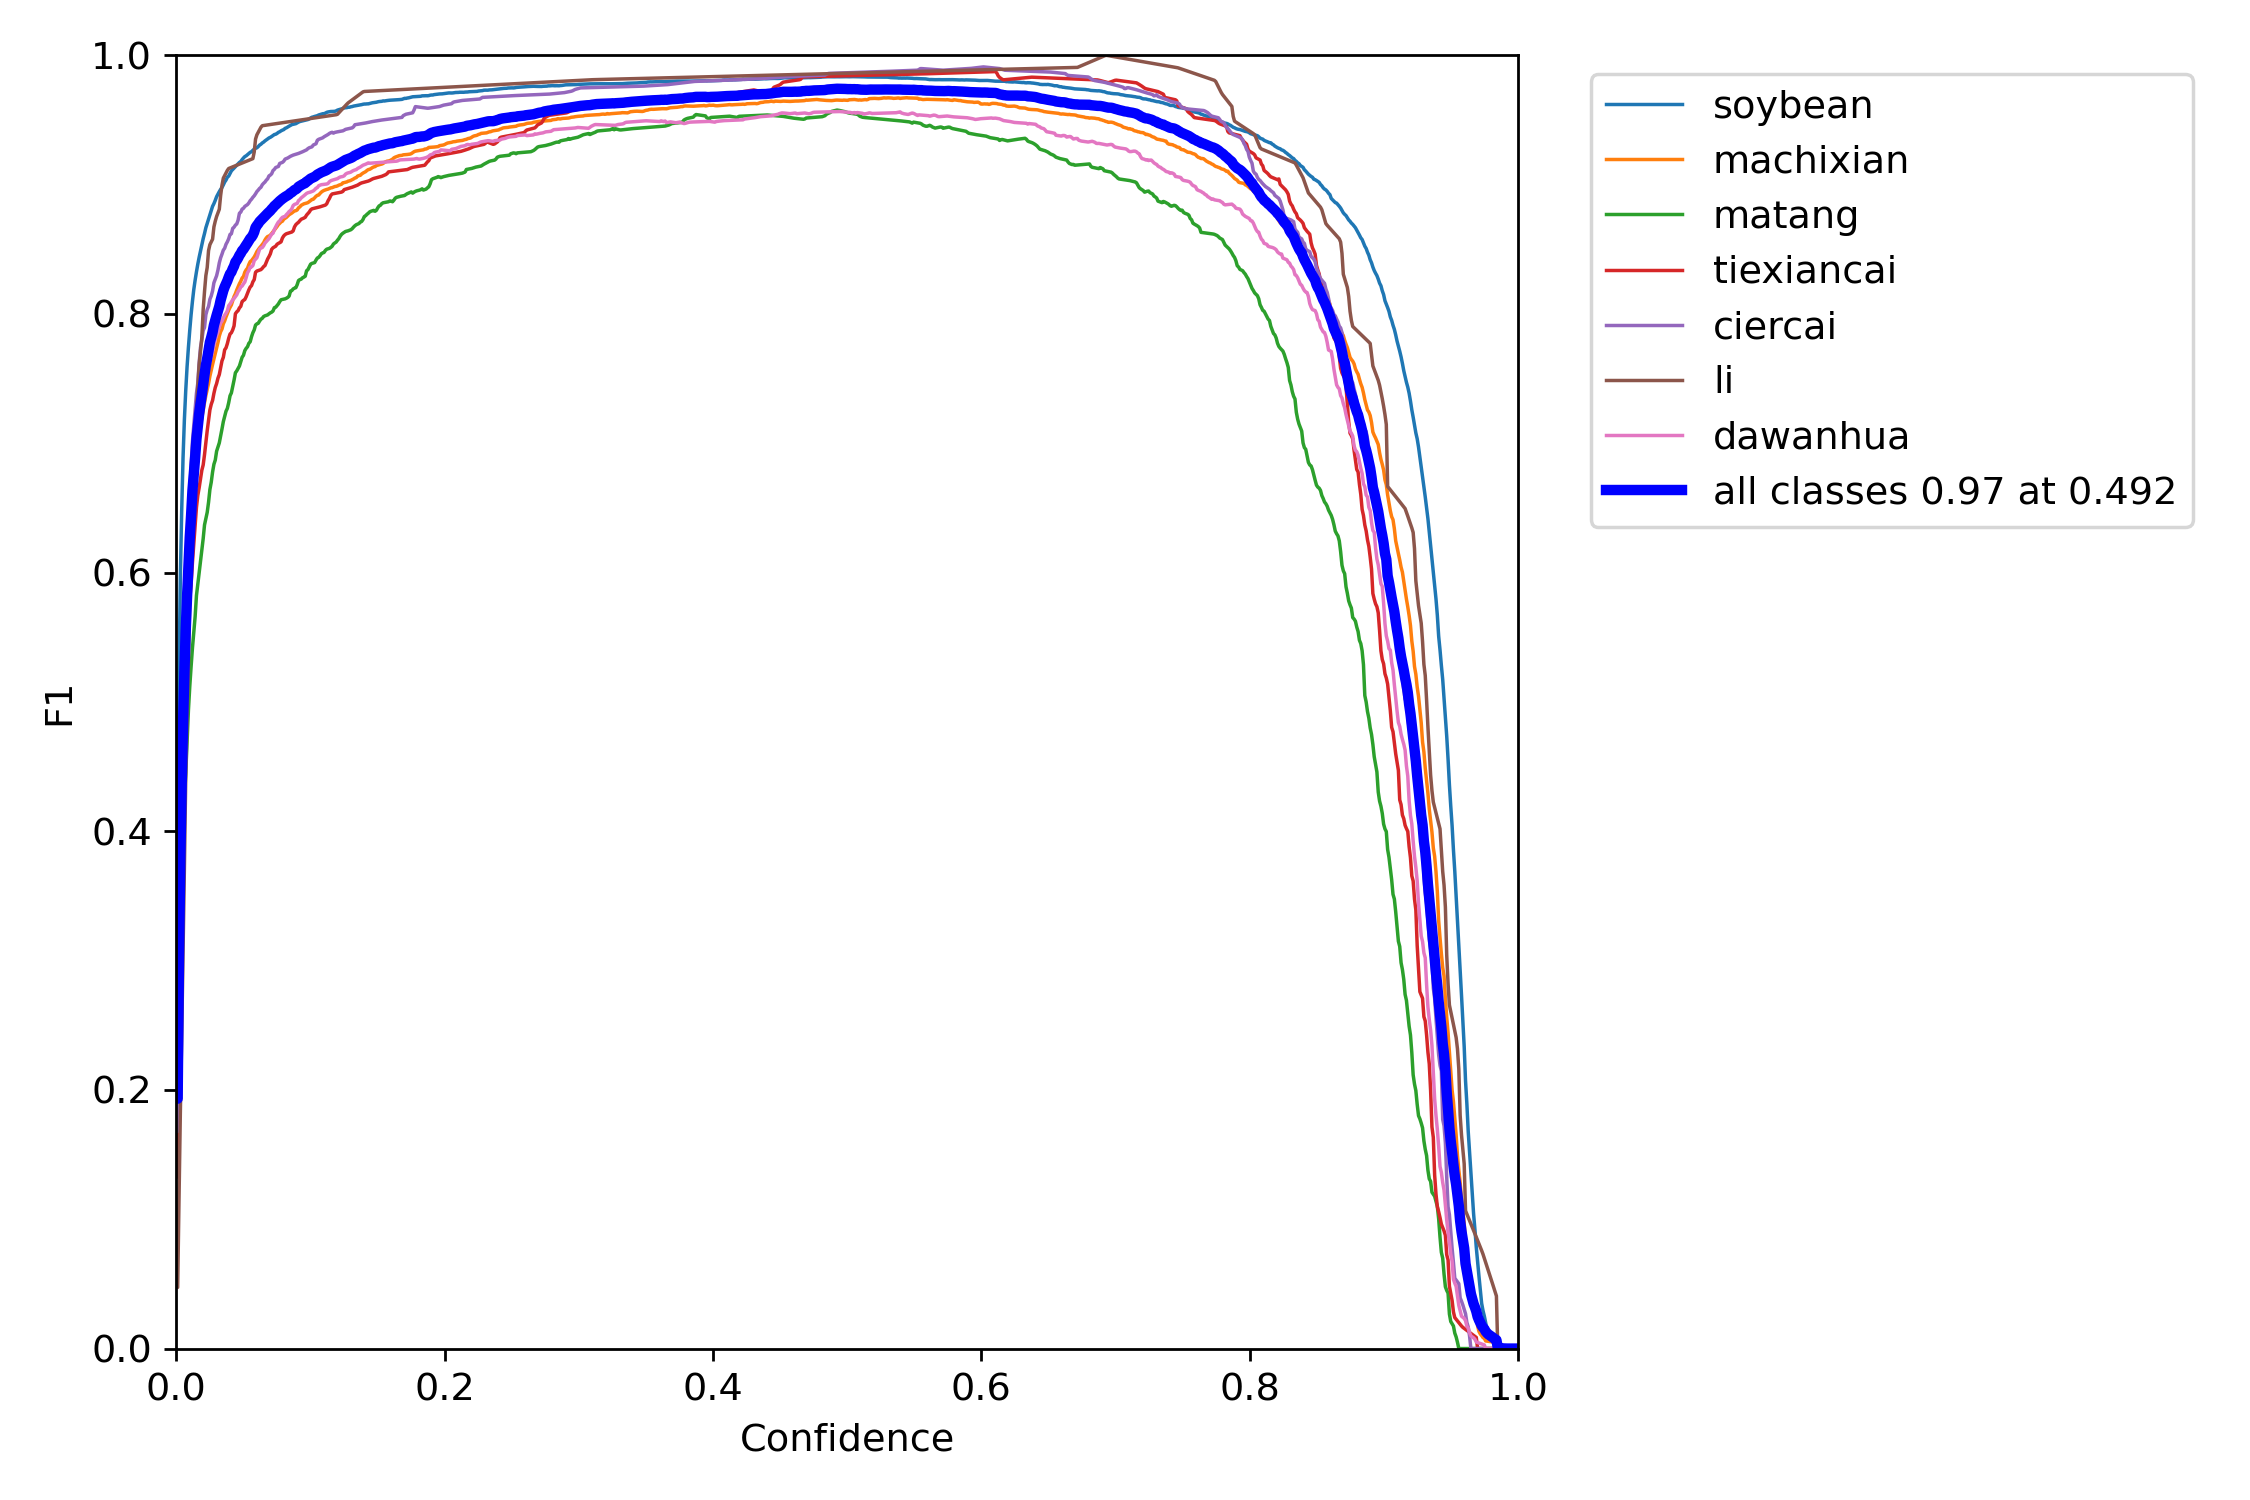 1.0
0.8
0.6
0.4
0.2
0.0
F1
0.0 0.2 0.4 0.6 0.8 1.0
Confidence
soybean
machixian
matang
tiexiancai
ciercai
li
dawanhua
all classes 0.97 at 0.492